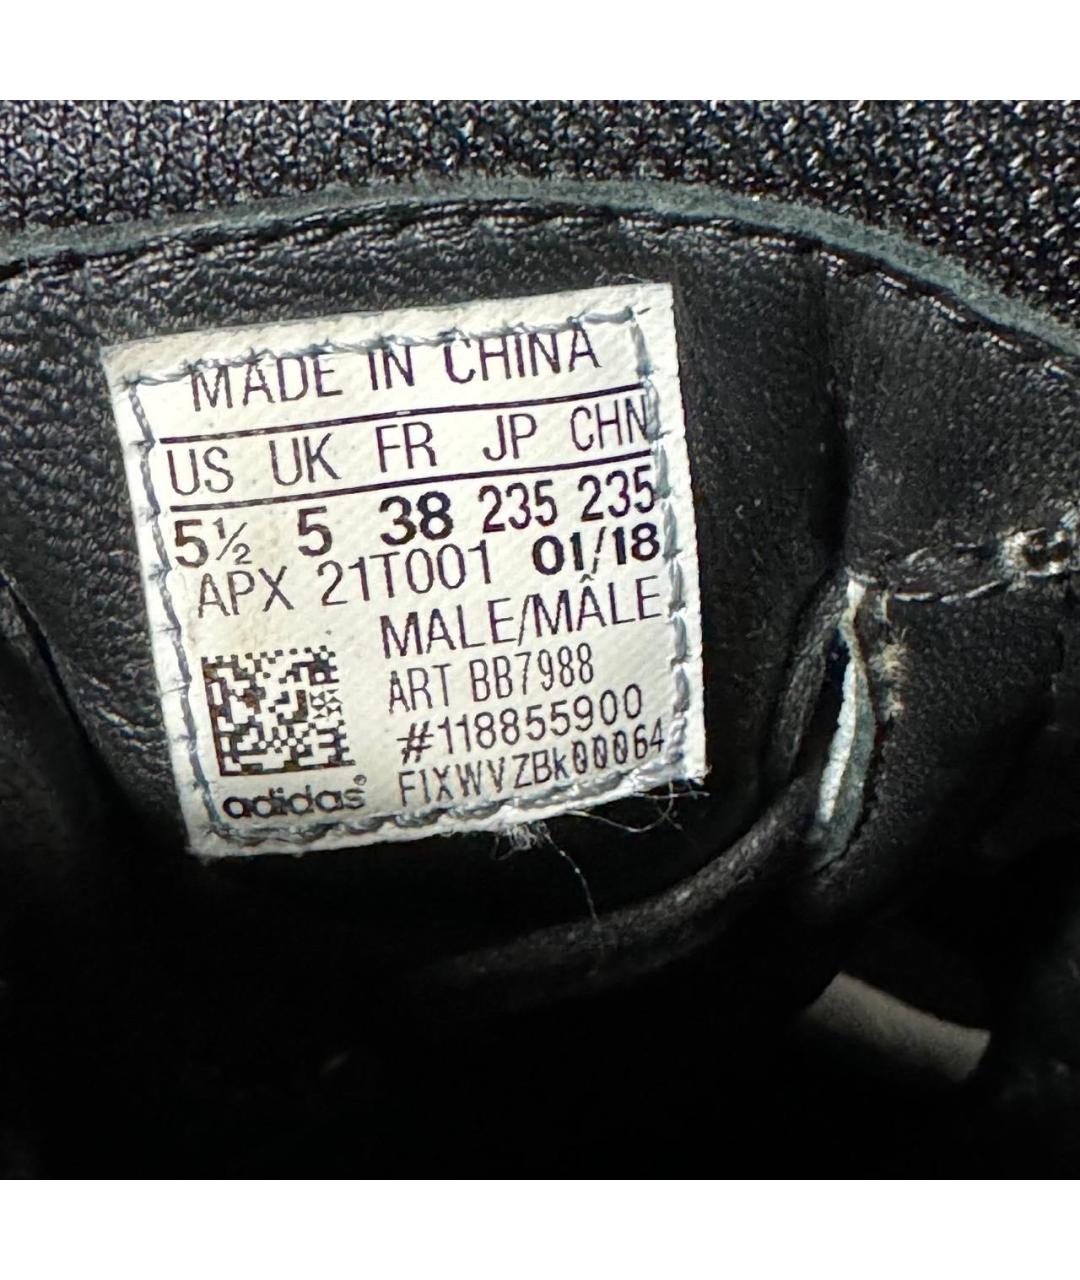 MADE IN CHINA
US UK FR JP CHN
5½ 5 38 235 235
APX 21T001 01/18
MALE/MÂLE
ART BB7988
#118855900
FIXWVZBK00064
adidas®